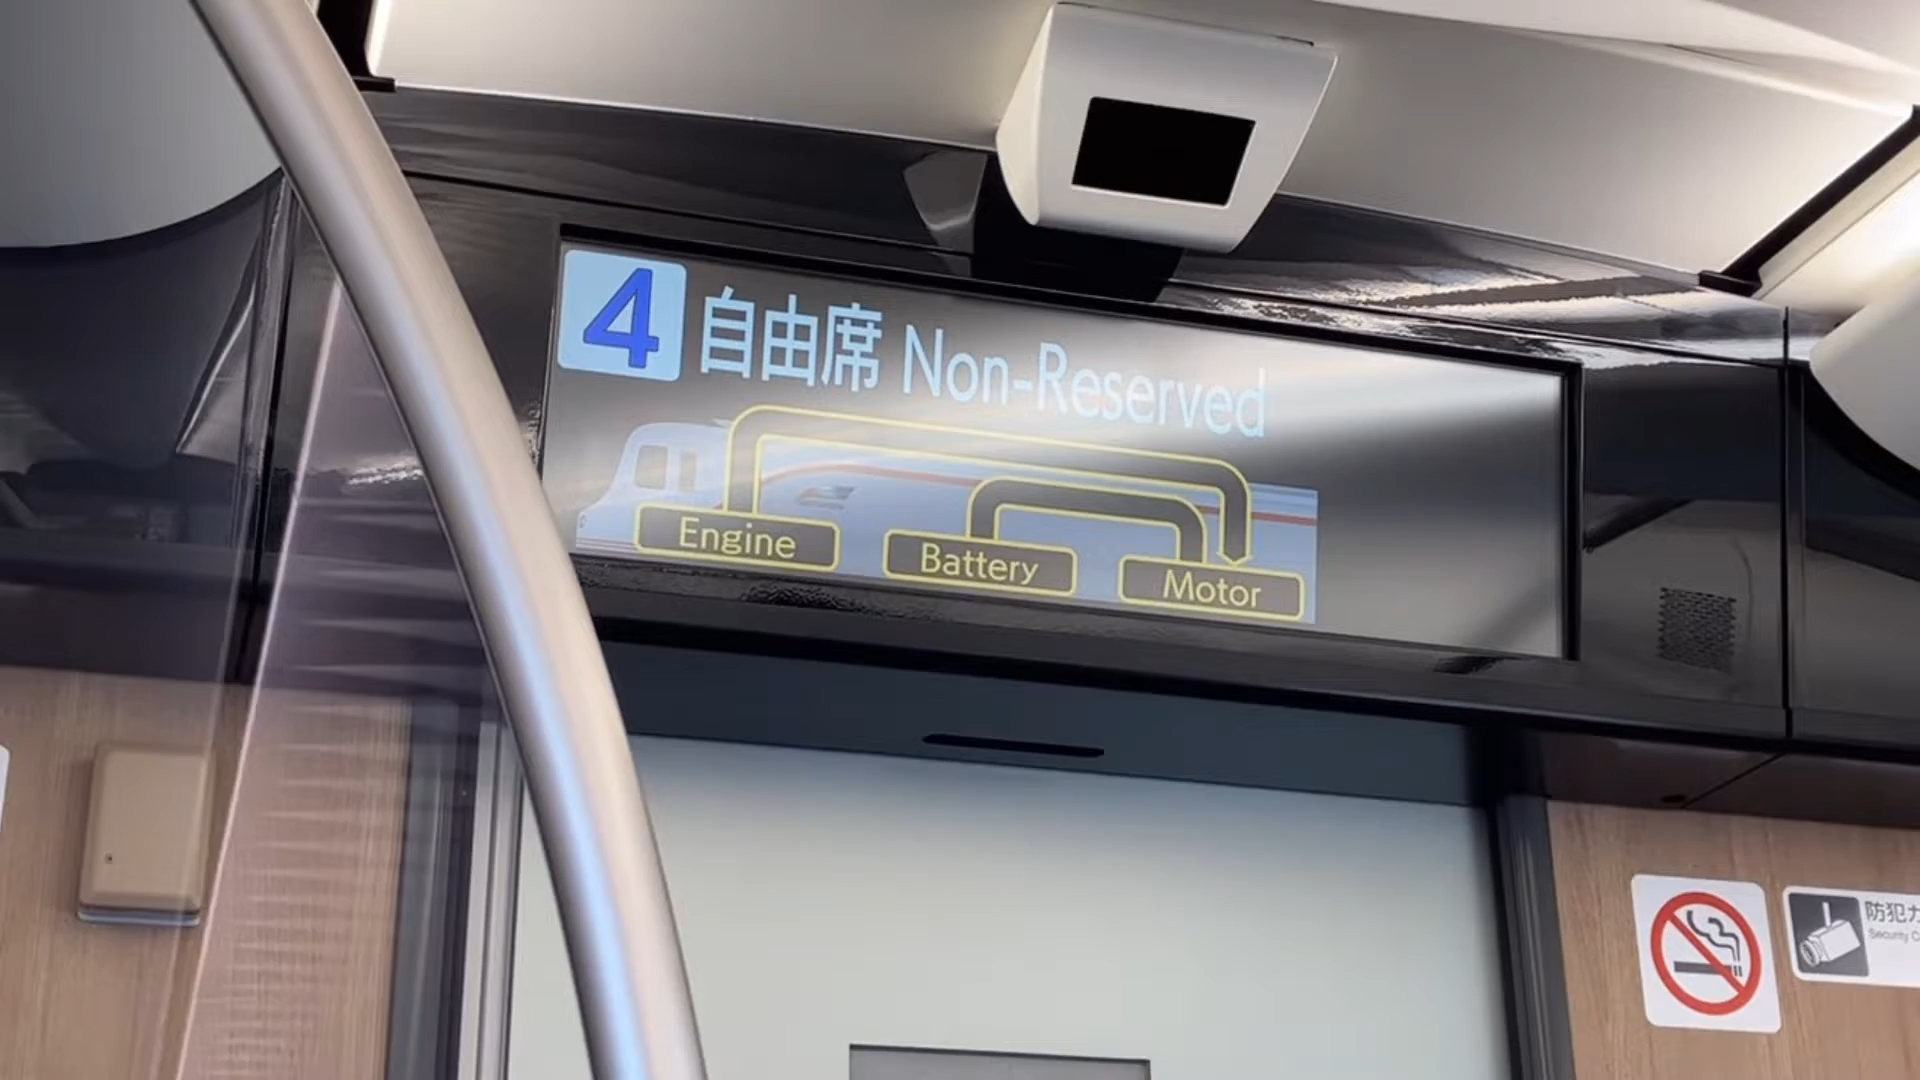 4 自由席 Non-Reserved
Engine
Battery
Motor
防犯カ
Security C